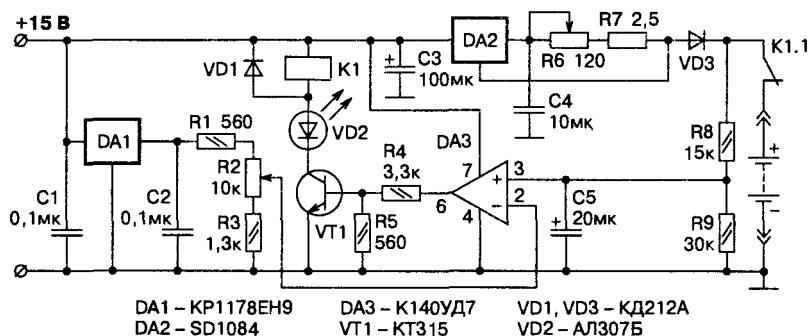 +15 В
VD1
K1
C3
100мк
DA2
R6 120
R7 2,5
VD3
K1.1
C4
10мк
VD2
DA3
R8
15к
R1 560
DA1
R2
10к
R4
3,3к
7
3
6
2
4
+
−
C1
0,1мк
C2
0,1мк
R3
1,3к
VT1
R5
560
C5
20мк
R9
30к
DA1 – КР1178ЕН9
DA3 – К140УД7
VD1, VD3 – КД212А
DA2 – SD1084
VT1 – КТ315
VD2 – АЛ307Б